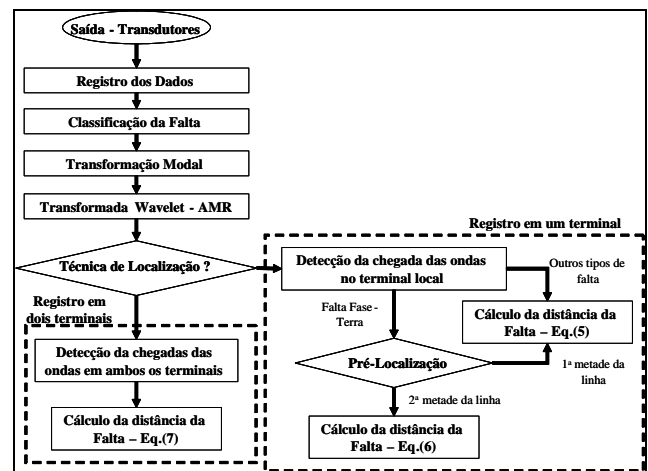 Saída - Transdutores
Registro dos Dados
Classificação da Falta
Transformação Modal
Transformada Wavelet - AMR
Técnica de Localização ?
Registro em
dois terminais
Detecção da chegadas das
ondas em ambos os terminais
Cálculo da distância da
Falta – Eq.(7)
Registro em um terminal
Detecção da chegada das ondas
no terminal local
Outros tipos de
falta
Falta Fase -
Terra
Cálculo da distância da
Falta – Eq.(5)
Pré-Localização
1ª metade da
linha
2ª metade da linha
Cálculo da distância da
Falta – Eq.(6)